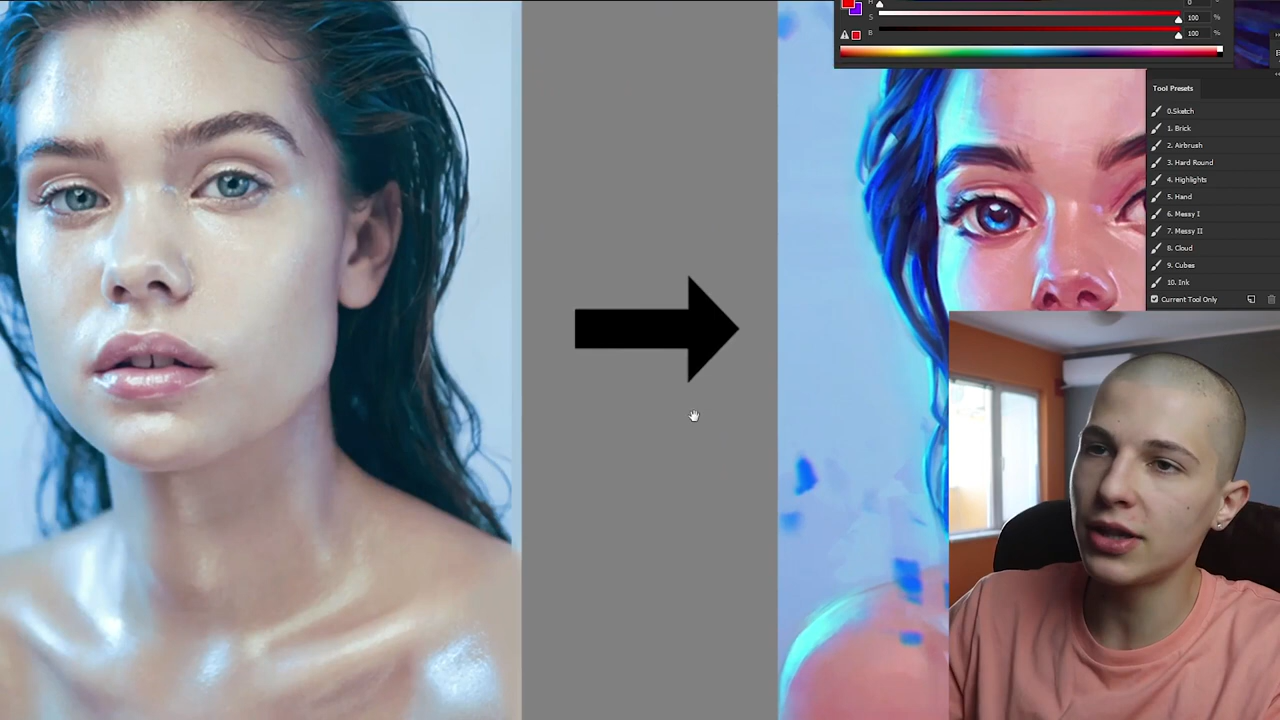 H 0
S 100 %
B 100 %
Tool Presets
0.Sketch
1. Brick
2. Airbrush
3. Hard Round
4. Highlights
5. Hand
6. Messy I
7. Messy II
8. Cloud
9. Cubes
10. Ink
Current Tool Only